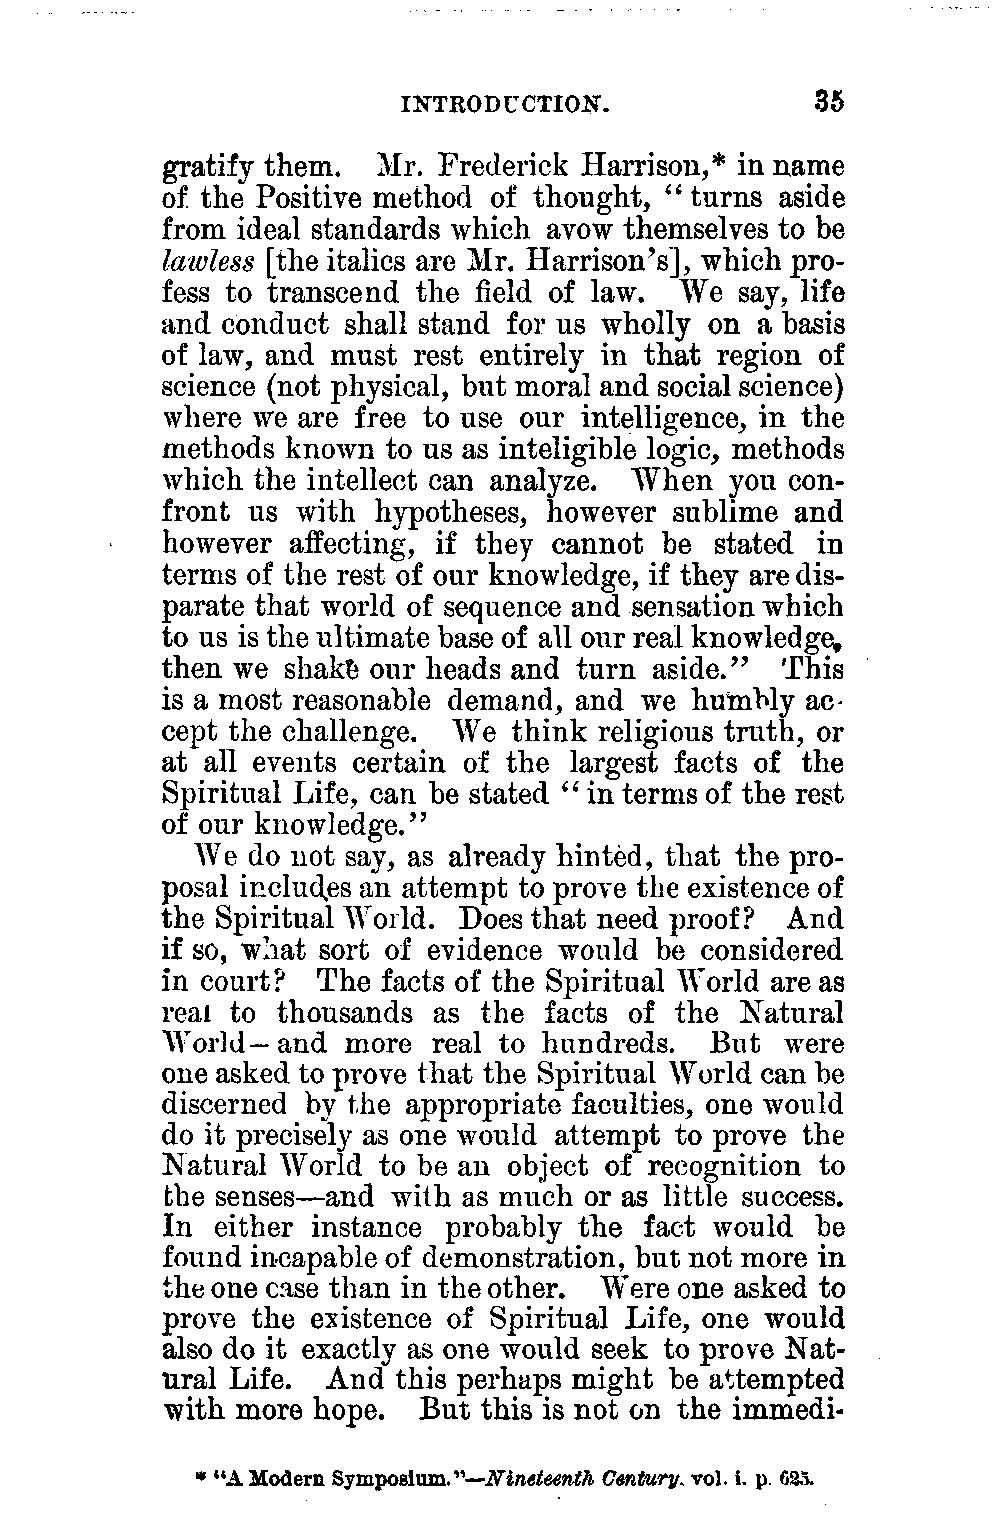 INTRODUCTION. 35
gratify them. Mr. Frederick Harrison,* in name
of the Positive method of thought, “ turns aside
from ideal standards which avow themselves to be
lawless [the italics are Mr. Harrison’s], which pro-
fess to transcend the field of law. We say, life
and conduct shall stand for us wholly on a basis
of law, and must rest entirely in that region of
science (not physical, but moral and social science)
where we are free to use our intelligence, in the
methods known to us as inteligible logic, methods
which the intellect can analyze. When you con-
front us with hypotheses, however sublime and
however affecting, if they cannot be stated in
terms of the rest of our knowledge, if they are dis-
parate that world of sequence and sensation which
to us is the ultimate base of all our real knowledge,
then we shake our heads and turn aside.” This
is a most reasonable demand, and we humbly ac-
cept the challenge. We think religious truth, or
at all events certain of the largest facts of the
Spiritual Life, can be stated “ in terms of the rest
of our knowledge.”
We do not say, as already hinted, that the pro-
posal includes an attempt to prove the existence of
the Spiritual World. Does that need proof? And
if so, what sort of evidence would be considered
in court? The facts of the Spiritual World are as
real to thousands as the facts of the Natural
World—and more real to hundreds. But were
one asked to prove that the Spiritual World can be
discerned by the appropriate faculties, one would
do it precisely as one would attempt to prove the
Natural World to be an object of recognition to
the senses—and with as much or as little success.
In either instance probably the fact would be
found incapable of demonstration, but not more in
the one case than in the other. Were one asked to
prove the existence of Spiritual Life, one would
also do it exactly as one would seek to prove Nat-
ural Life. And this perhaps might be attempted
with more hope. But this is not on the immedi-
* “A Modern Symposium.”—Nineteenth Century. vol. i. p. 625.